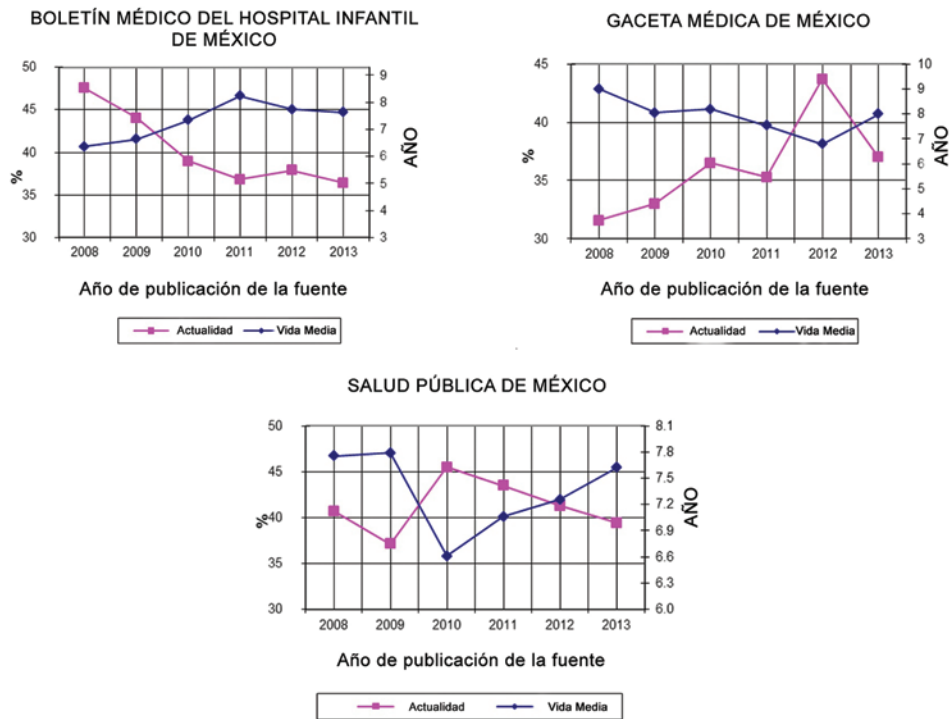 BOLETÍN MÉDICO DEL HOSPITAL INFANTIL
DE MÉXICO
50
45
40
35
30
%
9
8
7
6
5
4
3
AÑO
2008 2009 2010 2011 2012 2013
Año de publicación de la fuente
Actualidad Vida Media
GACETA MÉDICA DE MÉXICO
45
40
35
30
%
10
9
8
7
6
5
4
3
AÑO
2008 2009 2010 2011 2012 2013
Año de publicación de la fuente
Actualidad Vida Media
SALUD PÚBLICA DE MÉXICO
50
45
40
35
30
%
8.1
7.8
7.5
7.2
6.9
6.6
6.3
6.0
AÑO
2008 2009 2010 2011 2012 2013
Año de publicación de la fuente
Actualidad Vida Media